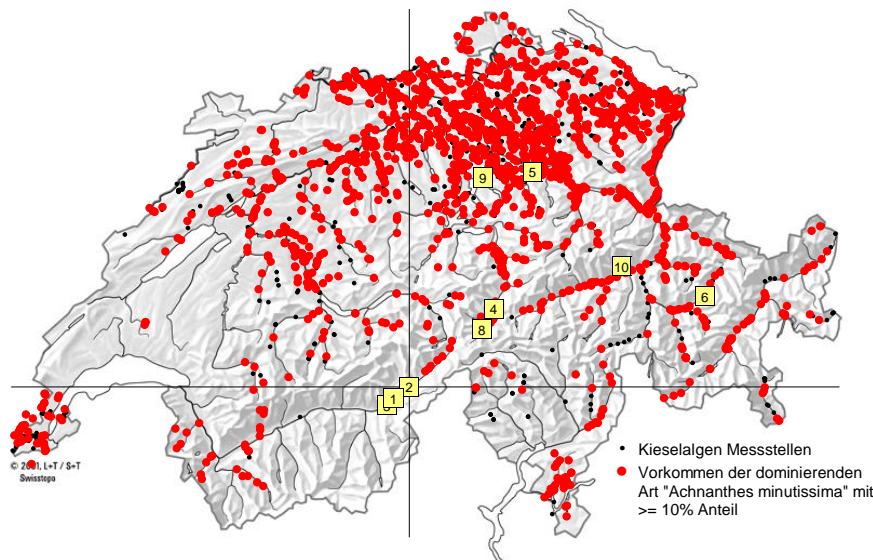 9
5
10
6
4
8
2
1
Kieselalgen Messstellen
Vorkommen der dominierenden
Art "Achnanthes minutissima" mit
>= 10% Anteil
L+T / S+T
Swisstopo